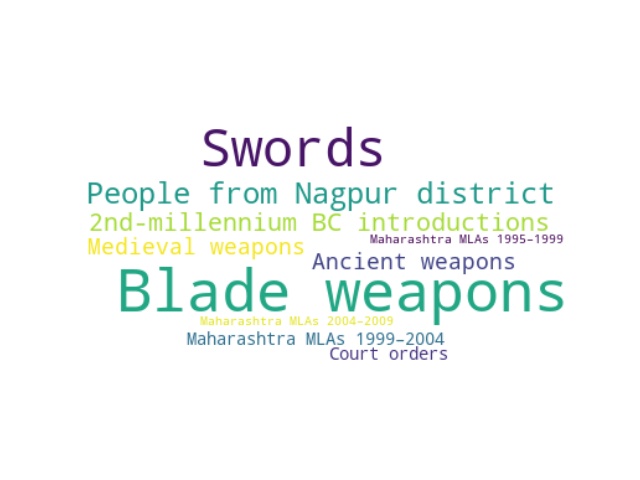 Swords
People from Nagpur district
2nd-millennium BC introductions
Maharashtra MLAs 1995–1999
Medieval weapons
Ancient weapons
Blade weapons
Maharashtra MLAs 2004–2009
Maharashtra MLAs 1999–2004
Court orders